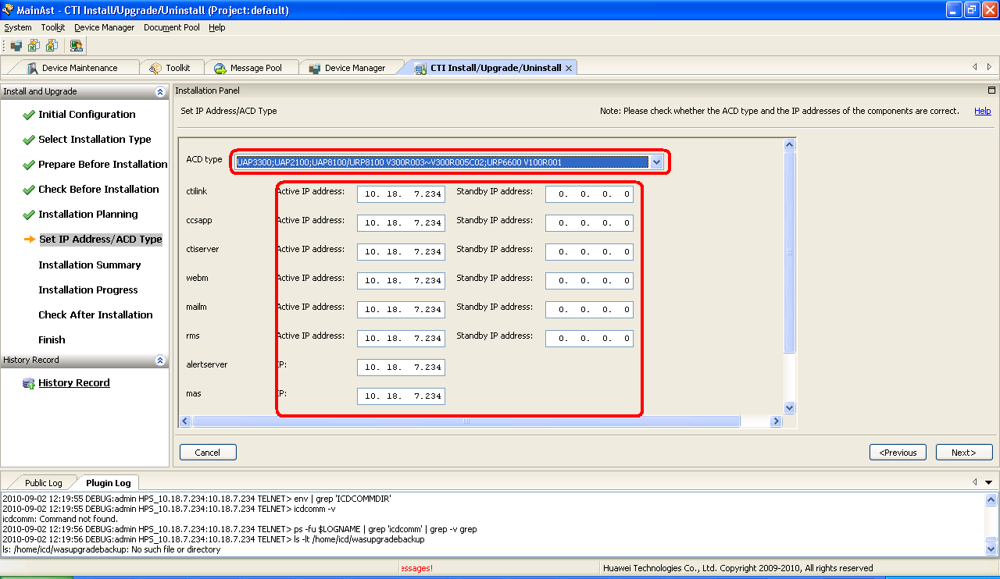 MainAst - CTI Install/Upgrade/Uninstall (Project:default)
System Toolkit Device Manager Document Pool Help
Device Maintenance Toolkit Message Pool Device Manager CTI Install/Upgrade/Uninstall
Install and Upgrade
Initial Configuration
Select Installation Type
Prepare Before Installation
Check Before Installation
Installation Planning
Set IP Address/ACD Type
Installation Summary
Installation Progress
Check After Installation
Finish
History Record
History Record
Installation Panel
Set IP Address/ACD Type Note: Please check whether the ACD type and the IP addresses of the components are correct. Help
ACD type UAP3300;UAP2100;UAP8100/URP8100 V300R003~V300R005C02;URP6600 V100R001
ctilink Active IP address: 10. 18. 7.234 Standby IP address: 0. 0. 0. 0
ccsapp Active IP address: 10. 18. 7.234 Standby IP address: 0. 0. 0. 0
ctiserver Active IP address: 10. 18. 7.234 Standby IP address: 0. 0. 0. 0
webm Active IP address: 10. 18. 7.234 Standby IP address: 0. 0. 0. 0
mailm Active IP address: 10. 18. 7.234 Standby IP address: 0. 0. 0. 0
rms Active IP address: 10. 18. 7.234 Standby IP address: 0. 0. 0. 0
alertserver IP: 10. 18. 7.234
mas IP: 10. 18. 7.234
Cancel <Previous Next>
Public Log Plugin Log
2010-09-02 12:19:55 DEBUG:admin HPS_10.18.7.234:10.18.7.234 TELNET> env | grep 'ICDCOMMDIR'
2010-09-02 12:19:55 DEBUG:admin HPS_10.18.7.234:10.18.7.234 TELNET> icdcomm -v
icdcomm: Command not found.
2010-09-02 12:19:56 DEBUG:admin HPS_10.18.7.234:10.18.7.234 TELNET> ps -fu $LOGNAME | grep 'icdcomm' | grep -v grep
2010-09-02 12:19:56 DEBUG:admin HPS_10.18.7.234:10.18.7.234 TELNET> ls -lt /home/icd/wasupgradebackup
ls: /home/icd/wasupgradebackup: No such file or directory
essages! Huawei Technologies Co., Ltd. Copyright 2009-2010, All rights reserved